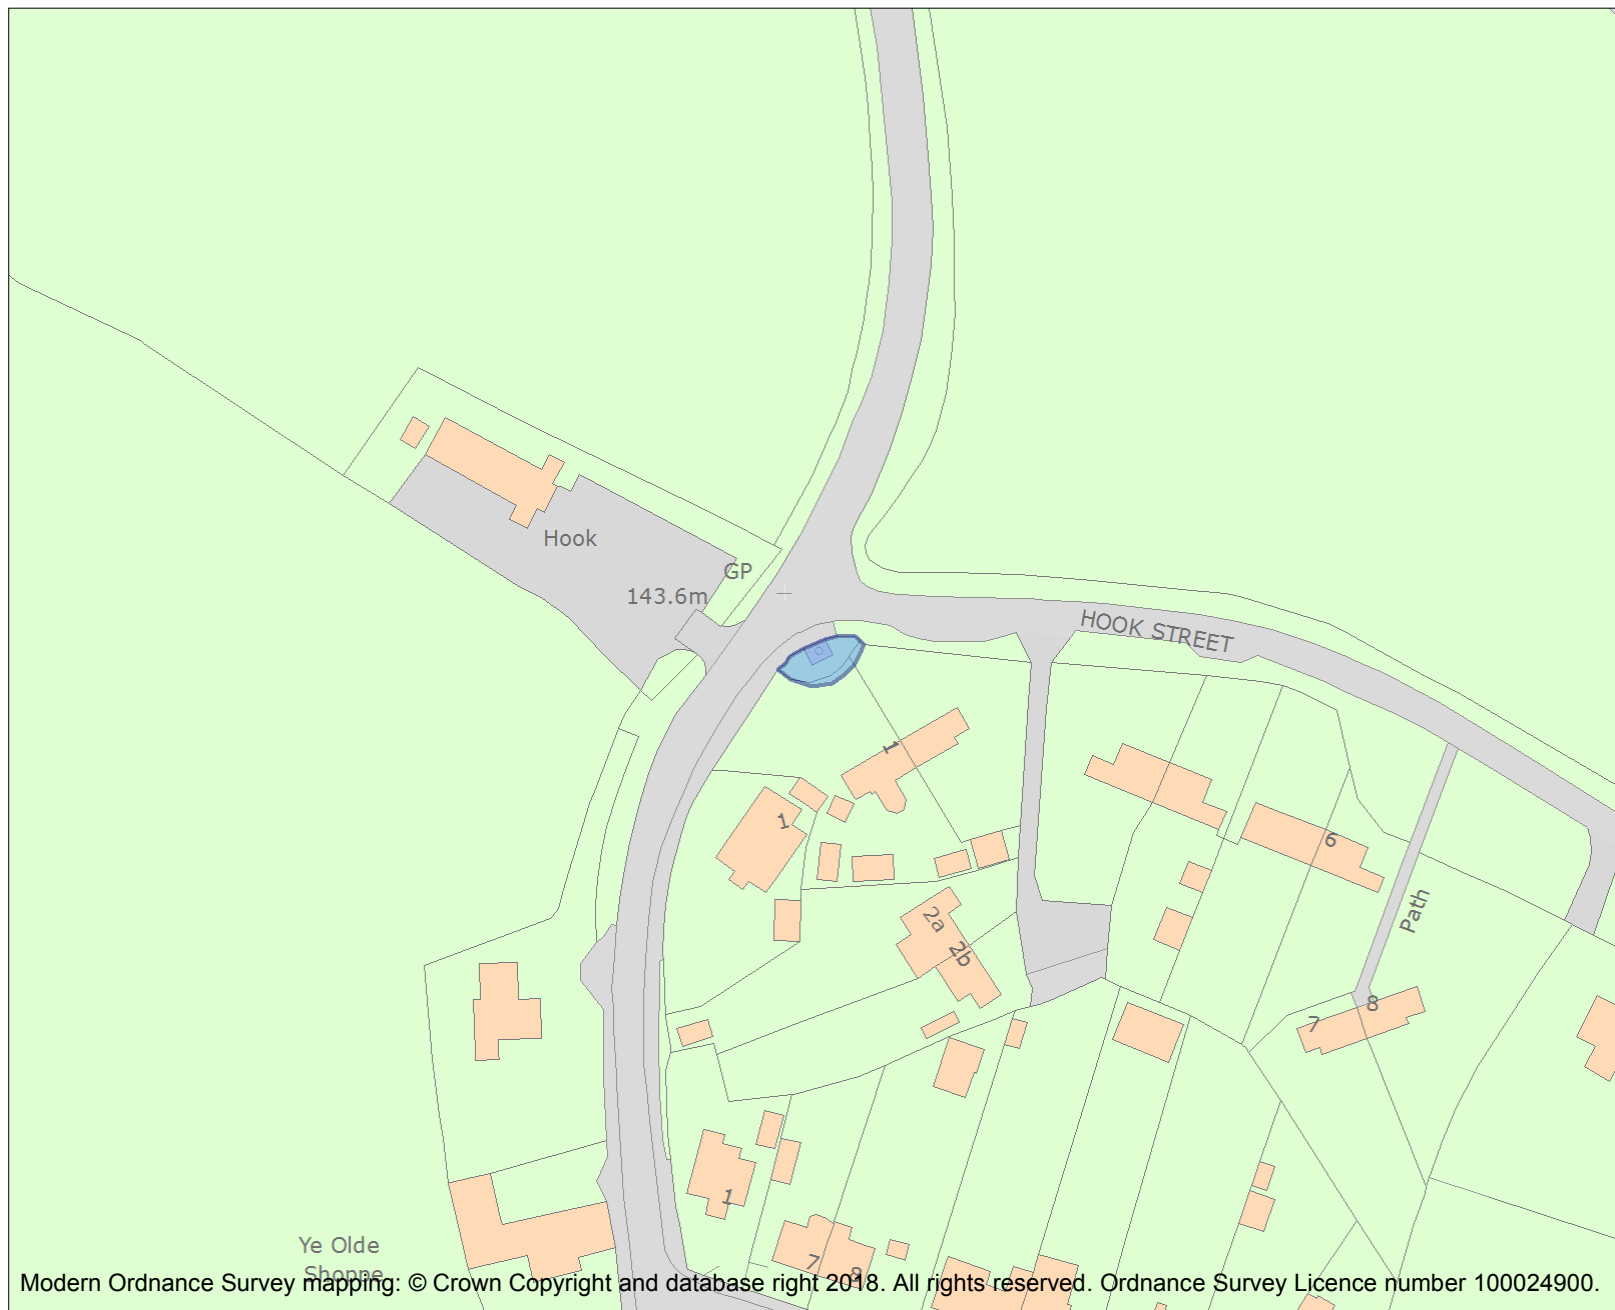 Hook
GP
143.6m
HOOK STREET
1
1
6
2a
2b
Path
8
7
1
Ye Olde
Shoppe
7
8
Modern Ordnance Survey mapping: © Crown Copyright and database right 2018. All rights reserved. Ordnance Survey Licence number 100024900.